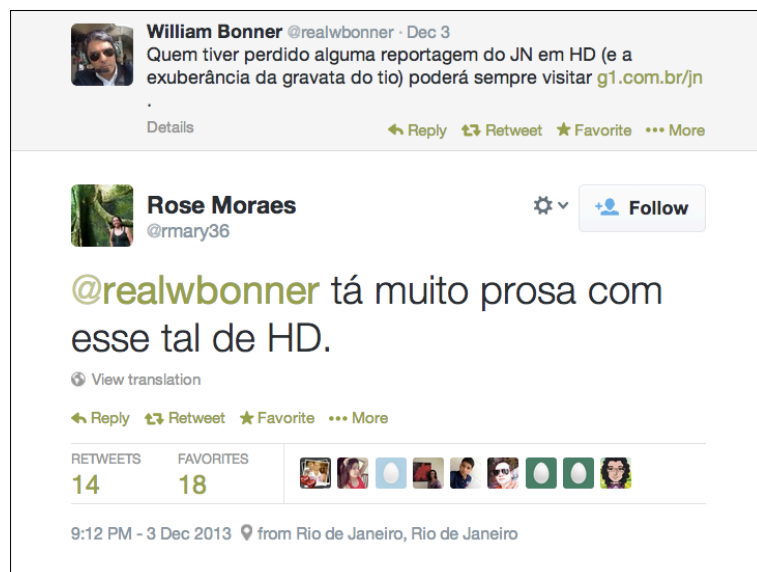 William Bonner @realwbonner · Dec 3
Quem tiver perdido alguma reportagem do JN em HD (e a
exuberância da gravata do tio) poderá sempre visitar g1.com.br/jn
.
Details
Reply Retweet Favorite More
Rose Moraes
@rmary36
Follow
@realwbonner tá muito prosa com
esse tal de HD.
View translation
Reply Retweet Favorite More
RETWEETS FAVORITES
14 18
9:12 PM - 3 Dec 2013 from Rio de Janeiro, Rio de Janeiro